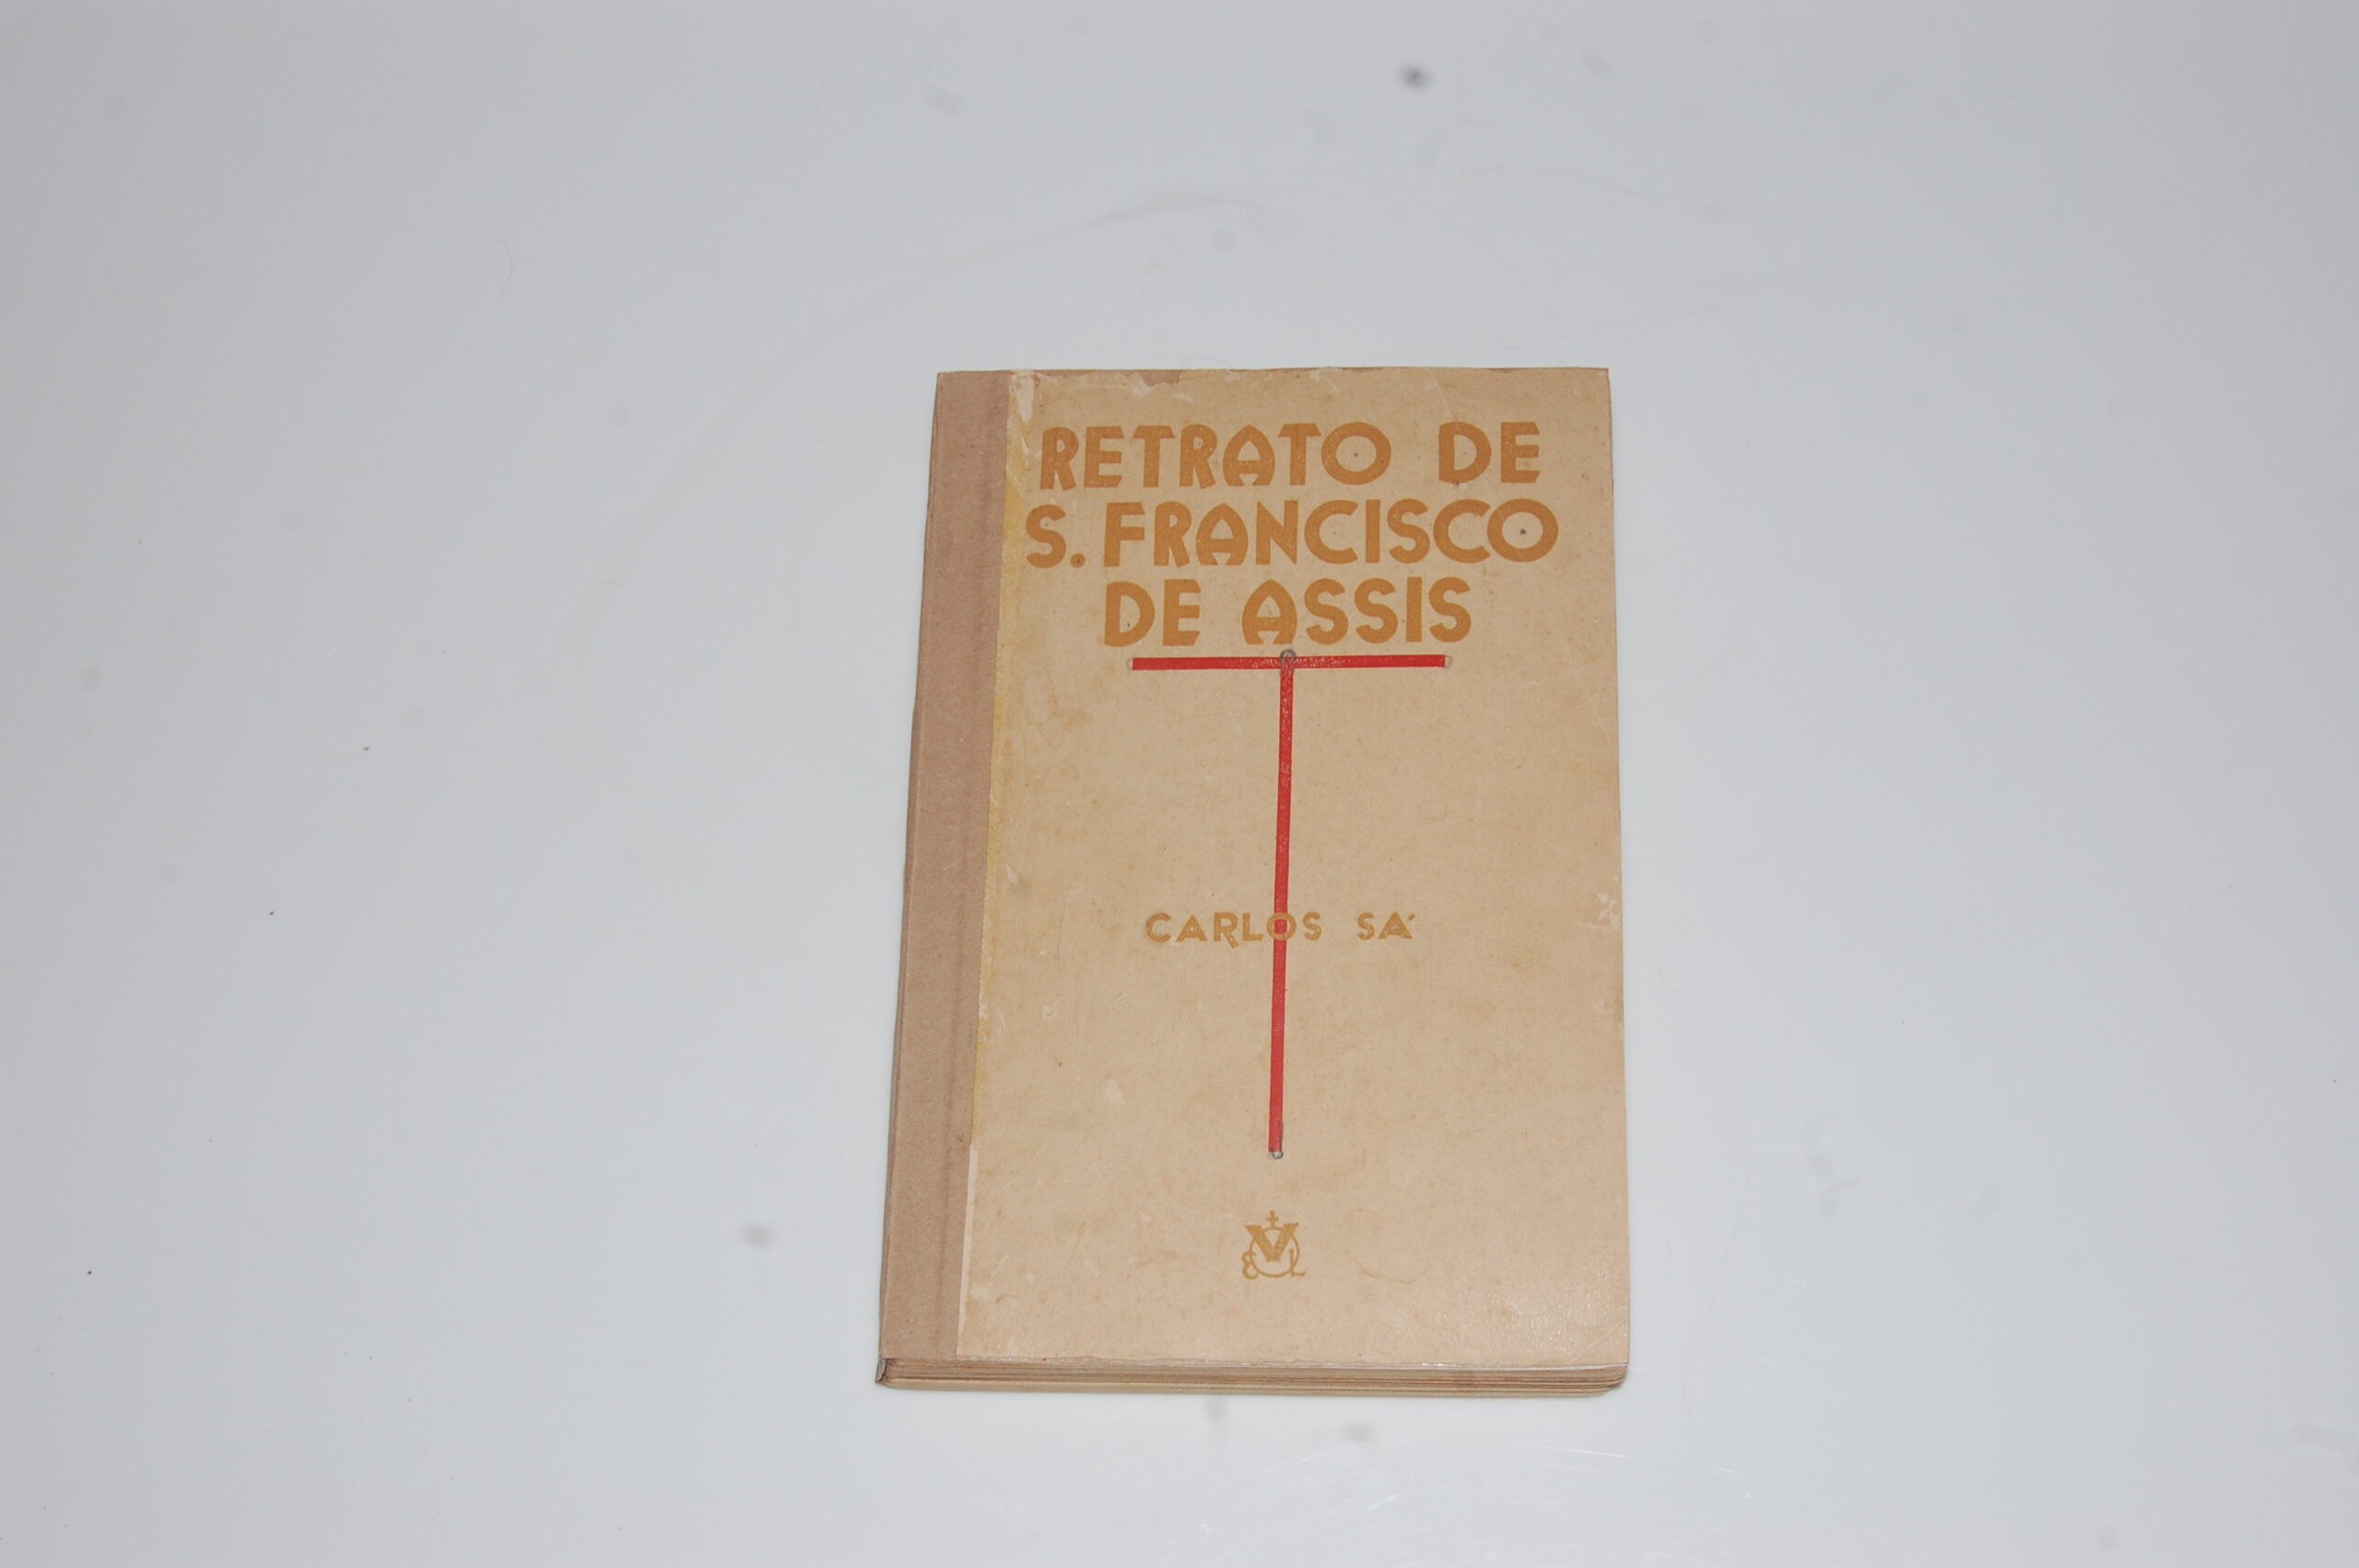 RETRATO DE
S. FRANCISCO
DE ASSIS
CARLOS SÁ